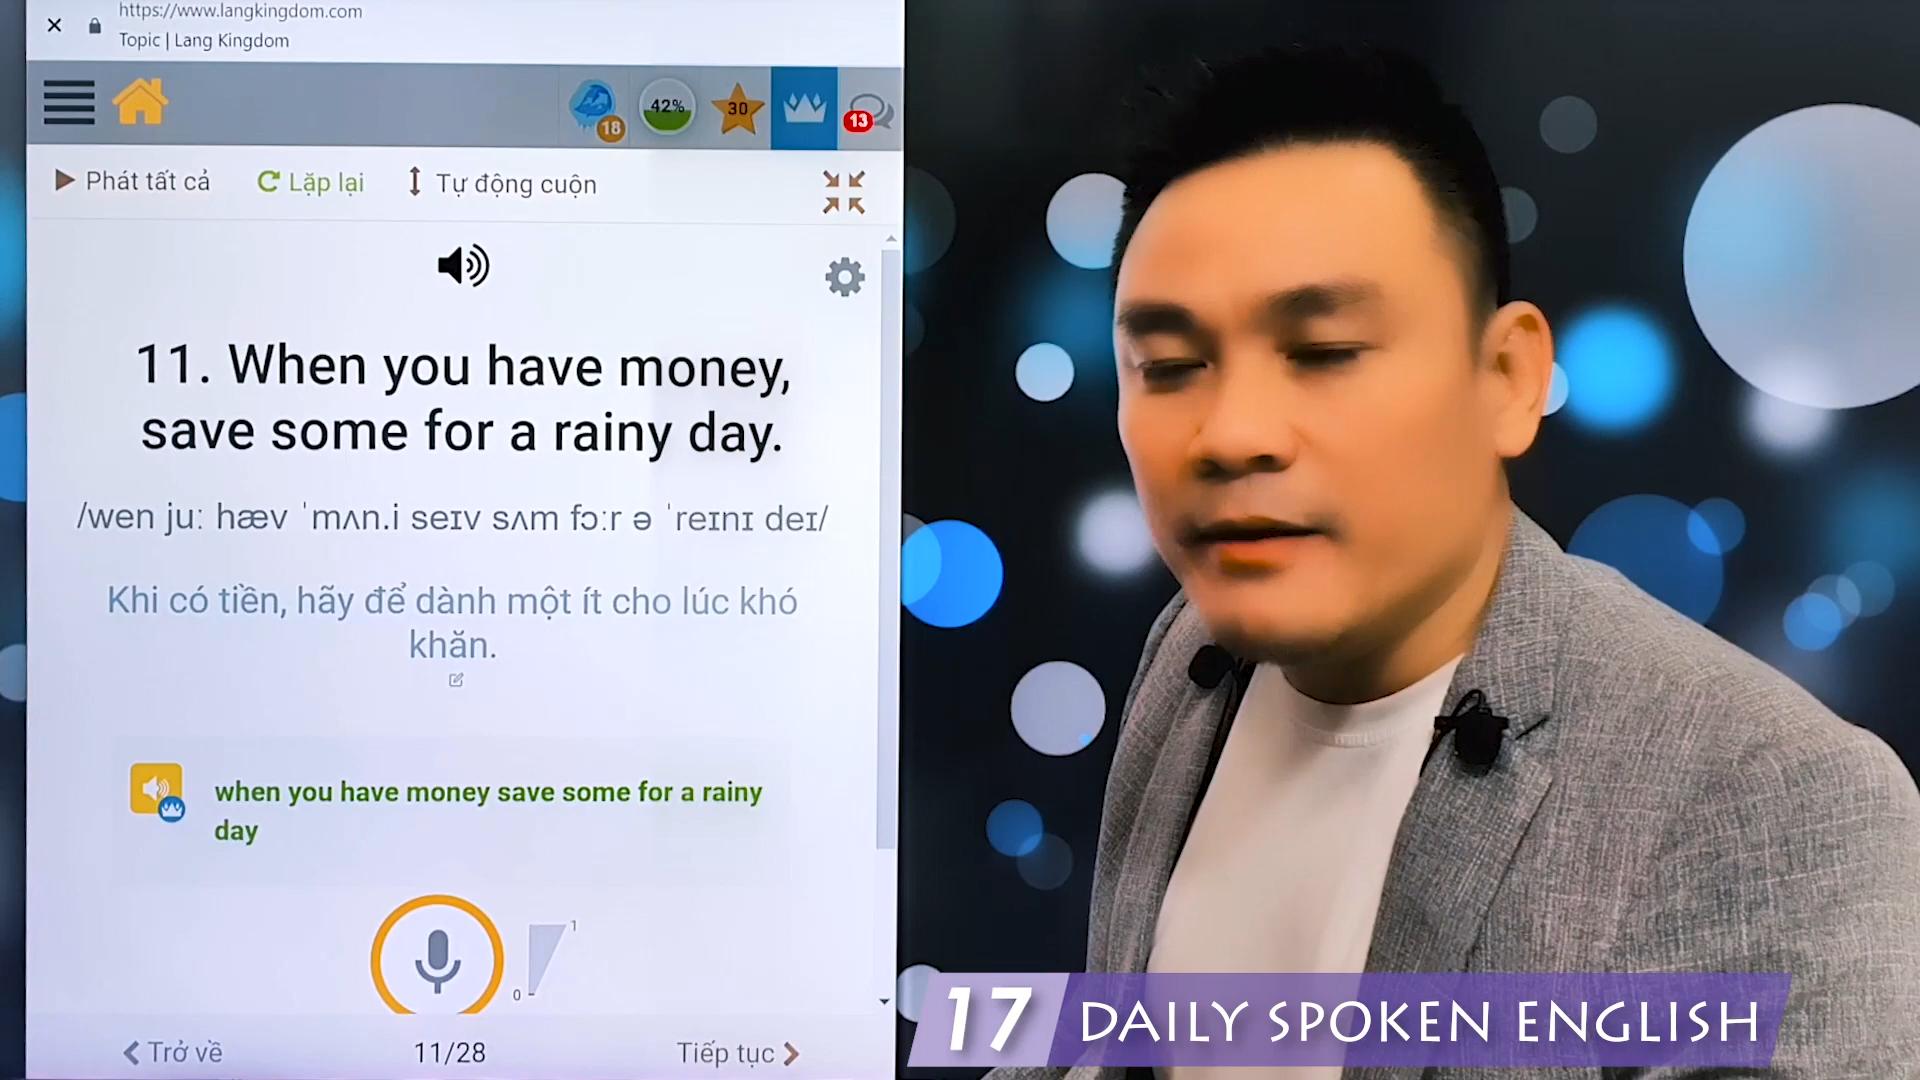 https://www.langkingdom.com
Topic | Lang Kingdom
18
42%
30
13
Phát tất cả
Lặp lại
Tự động cuộn
11. When you have money,
save some for a rainy day.
/wen juː hæv ˈmʌn.i seɪv sʌm fɔːr ə ˈreɪnɪ deɪ/
Khi có tiền, hãy để dành một ít cho lúc khó
khăn.
when you have money save some for a rainy
day
1
0
Trở về
11/28
Tiếp tục
17 DAILY SPOKEN ENGLISH